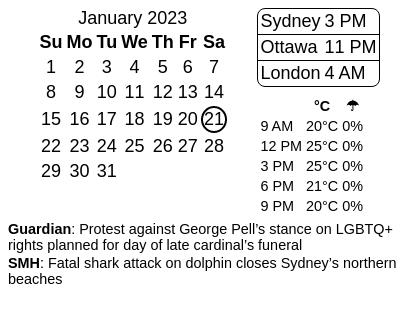 January 2023
Su Mo Tu We Th Fr Sa
1 2 3 4 5 6 7
8 9 10 11 12 13 14
15 16 17 18 19 20 21
22 23 24 25 26 27 28
29 30 31
Sydney 3 PM
Ottawa 11 PM
London 4 AM
°C ☂
9 AM 20°C 0%
12 PM 25°C 0%
3 PM 25°C 0%
6 PM 21°C 0%
9 PM 20°C 0%
Guardian: Protest against George Pell’s stance on LGBTQ+
rights planned for day of late cardinal’s funeral
SMH: Fatal shark attack on dolphin closes Sydney’s northern
beaches